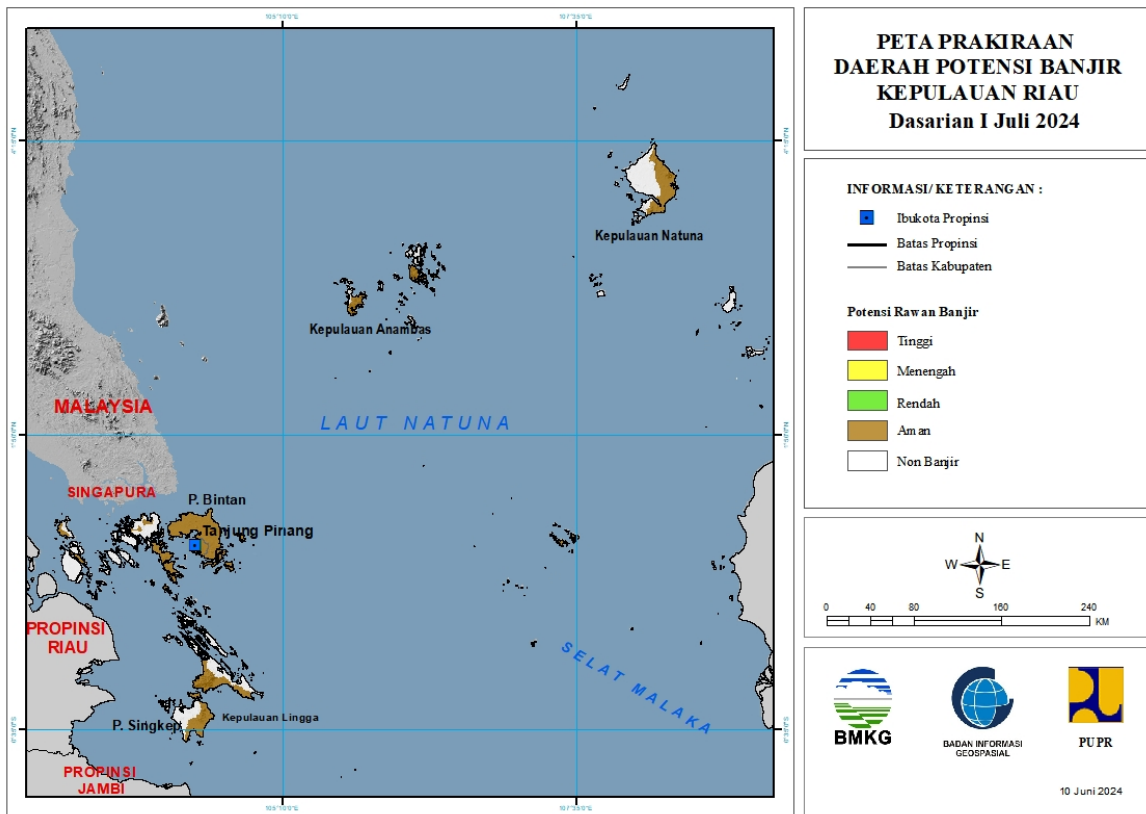 PETA PRAKIRAAN
DAERAH POTENSI BANJIR
KEPULAUAN RIAU
Dasarian I Juli 2024
INFORMASI/ KETERANGAN :
Ibukota Propinsi
Batas Propinsi
Batas Kabupaten
Potensi Rawan Banjir
Tinggi
Menengah
Rendah
Aman
Non Banjir
N
W E
S
0 40 80 160 240
KM
BMKG
BADAN INFORMASI
GEOSPASIAL
PU PR
10 Juni 2024
Kepulauan Natuna
Kepulauan Anambas
MALAYSIA
LAUT NATUNA
SINGAPURA
P. Bintan
Tanjung Pinang
PROPINSI
RIAU
SELAT MALAKA
Kepulauan Lingga
P. Singkep
PROPINSI
JAMBI